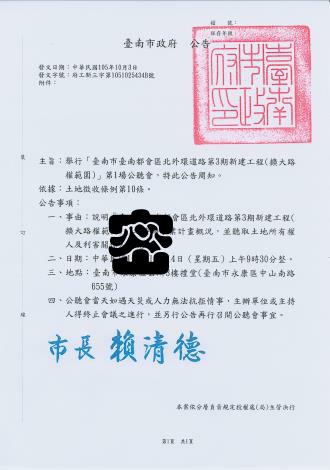 檔　號：
保存年限：
臺南市政府　公告
發文日期：中華民國105年10月3日
發文字號：府工新三字第1051025434B號
附件：
主旨：舉行「臺南市臺南都會區北外環道路第3期新建工程(擴大路
權範圍)」第1場公聽會，特此公告周知。
依據：土地徵收條例第10條。
公告事項：
一、事由：說明 會區北外環道路第3期新建工程(
擴大路權範 業計畫概況，並聽取土地所有權
人及利害關
二、日期：中華民 4日（星期五）上午9時30分整。
三、地點：臺南市永康區公所3樓禮堂(臺南市永康區中山南路
655號)
四、公聽會當天如遇天災或人力無法抗拒情事，主辦單位或主持
人得終止會議之進行，並另行公告再行召開公聽會事宜。
市長 賴清德
本案依分層負責規定授權處(局)主管決行
第1頁　共1頁
裝
訂
線
臺南市政府印